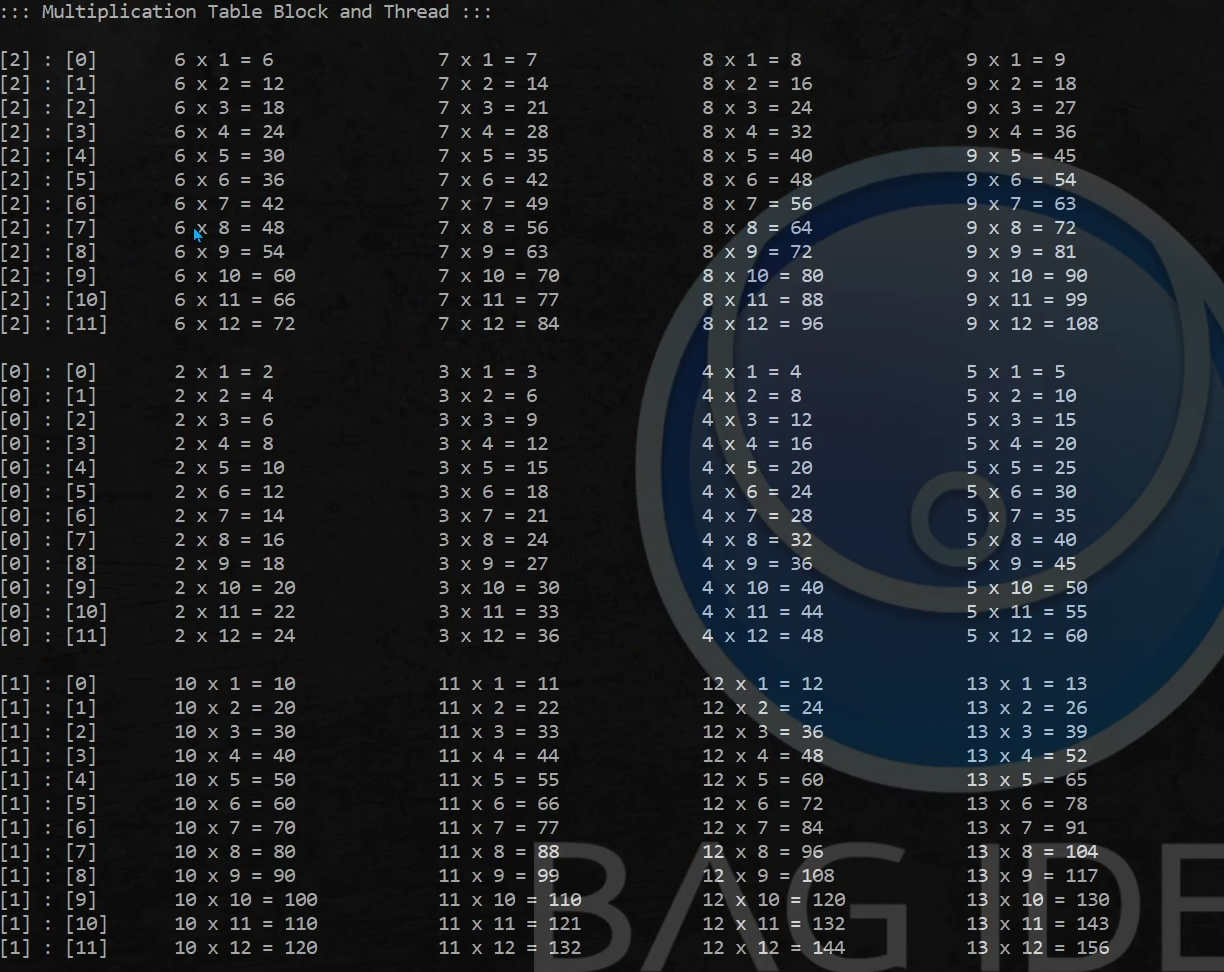 ::: Multiplication Table Block and Thread :::
[2] : [0] 6 x 1 = 6 7 x 1 = 7 8 x 1 = 8 9 x 1 = 9
[2] : [1] 6 x 2 = 12 7 x 2 = 14 8 x 2 = 16 9 x 2 = 18
[2] : [2] 6 x 3 = 18 7 x 3 = 21 8 x 3 = 24 9 x 3 = 27
[2] : [3] 6 x 4 = 24 7 x 4 = 28 8 x 4 = 32 9 x 4 = 36
[2] : [4] 6 x 5 = 30 7 x 5 = 35 8 x 5 = 40 9 x 5 = 45
[2] : [5] 6 x 6 = 36 7 x 6 = 42 8 x 6 = 48 9 x 6 = 54
[2] : [6] 6 x 7 = 42 7 x 7 = 49 8 x 7 = 56 9 x 7 = 63
[2] : [7] 6 x 8 = 48 7 x 8 = 56 8 x 8 = 64 9 x 8 = 72
[2] : [8] 6 x 9 = 54 7 x 9 = 63 8 x 9 = 72 9 x 9 = 81
[2] : [9] 6 x 10 = 60 7 x 10 = 70 8 x 10 = 80 9 x 10 = 90
[2] : [10] 6 x 11 = 66 7 x 11 = 77 8 x 11 = 88 9 x 11 = 99
[2] : [11] 6 x 12 = 72 7 x 12 = 84 8 x 12 = 96 9 x 12 = 108
[0] : [0] 2 x 1 = 2 3 x 1 = 3 4 x 1 = 4 5 x 1 = 5
[0] : [1] 2 x 2 = 4 3 x 2 = 6 4 x 2 = 8 5 x 2 = 10
[0] : [2] 2 x 3 = 6 3 x 3 = 9 4 x 3 = 12 5 x 3 = 15
[0] : [3] 2 x 4 = 8 3 x 4 = 12 4 x 4 = 16 5 x 4 = 20
[0] : [4] 2 x 5 = 10 3 x 5 = 15 4 x 5 = 20 5 x 5 = 25
[0] : [5] 2 x 6 = 12 3 x 6 = 18 4 x 6 = 24 5 x 6 = 30
[0] : [6] 2 x 7 = 14 3 x 7 = 21 4 x 7 = 28 5 x 7 = 35
[0] : [7] 2 x 8 = 16 3 x 8 = 24 4 x 8 = 32 5 x 8 = 40
[0] : [8] 2 x 9 = 18 3 x 9 = 27 4 x 9 = 36 5 x 9 = 45
[0] : [9] 2 x 10 = 20 3 x 10 = 30 4 x 10 = 40 5 x 10 = 50
[0] : [10] 2 x 11 = 22 3 x 11 = 33 4 x 11 = 44 5 x 11 = 55
[0] : [11] 2 x 12 = 24 3 x 12 = 36 4 x 12 = 48 5 x 12 = 60
[1] : [0] 10 x 1 = 10 11 x 1 = 11 12 x 1 = 12 13 x 1 = 13
[1] : [1] 10 x 2 = 20 11 x 2 = 22 12 x 2 = 24 13 x 2 = 26
[1] : [2] 10 x 3 = 30 11 x 3 = 33 12 x 3 = 36 13 x 3 = 39
[1] : [3] 10 x 4 = 40 11 x 4 = 44 12 x 4 = 48 13 x 4 = 52
[1] : [4] 10 x 5 = 50 11 x 5 = 55 12 x 5 = 60 13 x 5 = 65
[1] : [5] 10 x 6 = 60 11 x 6 = 66 12 x 6 = 72 13 x 6 = 78
[1] : [6] 10 x 7 = 70 11 x 7 = 77 12 x 7 = 84 13 x 7 = 91
[1] : [7] 10 x 8 = 80 11 x 8 = 88 12 x 8 = 96 13 x 8 = 104
[1] : [8] 10 x 9 = 90 11 x 9 = 99 12 x 9 = 108 13 x 9 = 117
[1] : [9] 10 x 10 = 100 11 x 10 = 110 12 x 10 = 120 13 x 10 = 130
[1] : [10] 10 x 11 = 110 11 x 11 = 121 12 x 11 = 132 13 x 11 = 143
[1] : [11] 10 x 12 = 120 11 x 12 = 132 12 x 12 = 144 13 x 12 = 156
BAG IDE